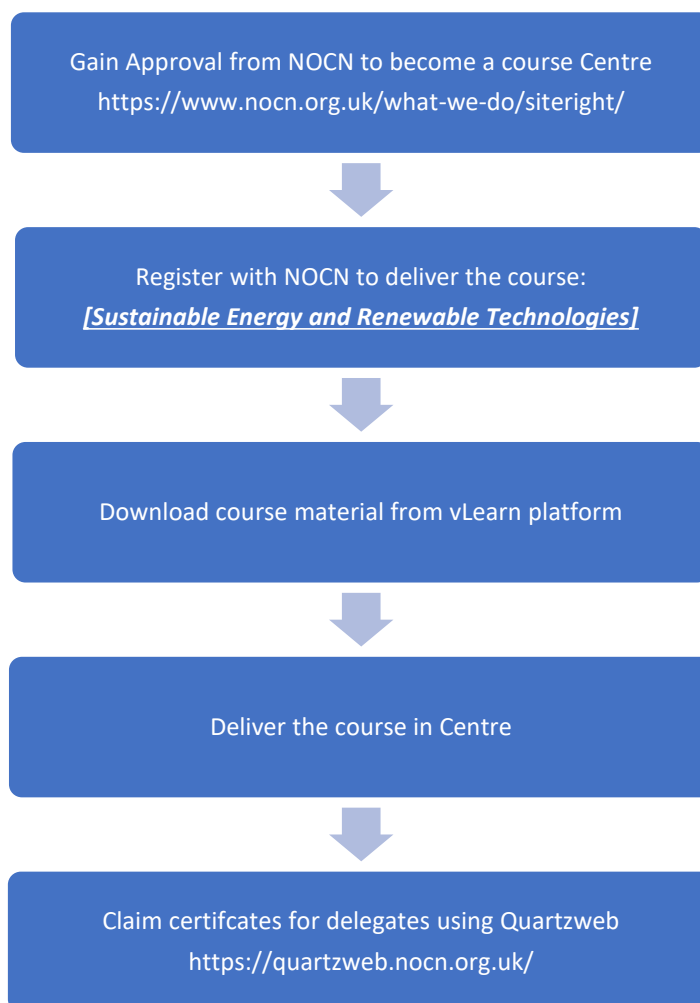 Gain Approval from NOCN to become a course Centre
https://www.nocn.org.uk/what-we-do/siteright/
Register with NOCN to deliver the course:
[Sustainable Energy and Renewable Technologies]
Download course material from vLearn platform
Deliver the course in Centre
Claim certifcates for delegates using Quartzweb
https://quartzweb.nocn.org.uk/